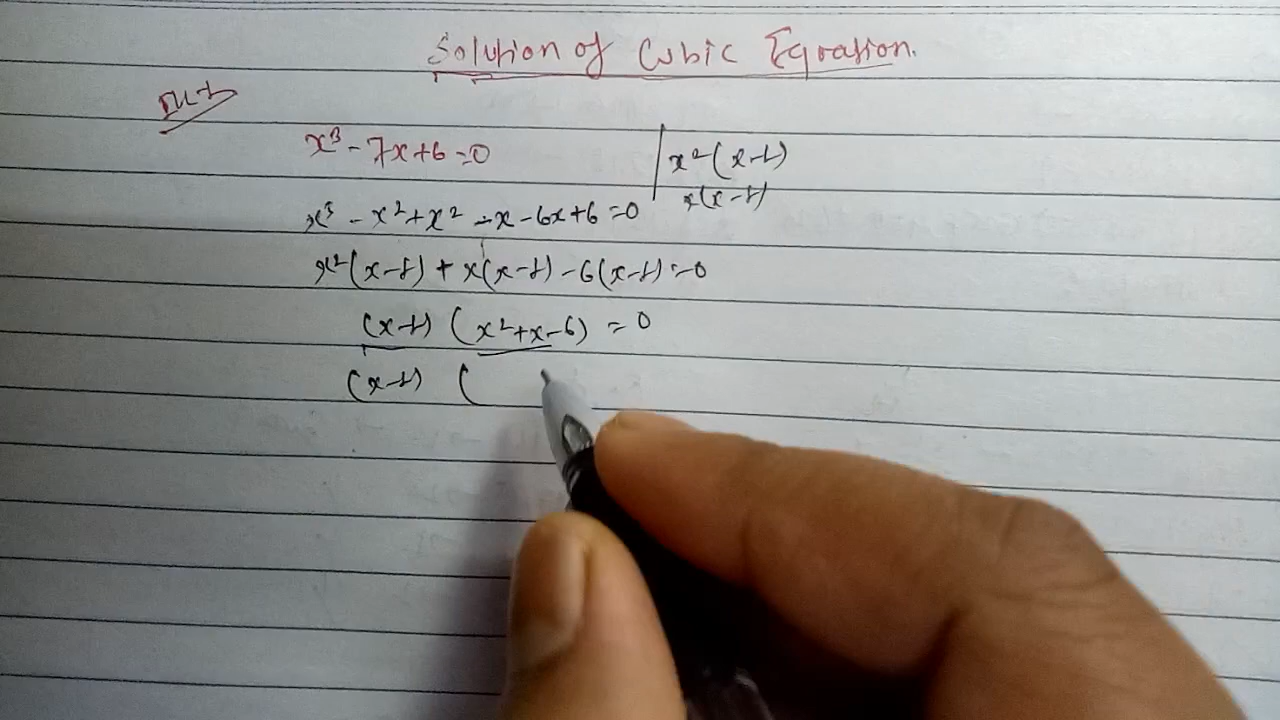 Solution of Cubic Equation.
x³ - 7x + 6 = 0
x²(x-1)
x(x-1)
x³ - x² + x² - x - 6x + 6 = 0
x²(x-1) + x(x-1) - 6(x-1) = 0
(x-1) (x²+x-6) = 0
(x-1) (